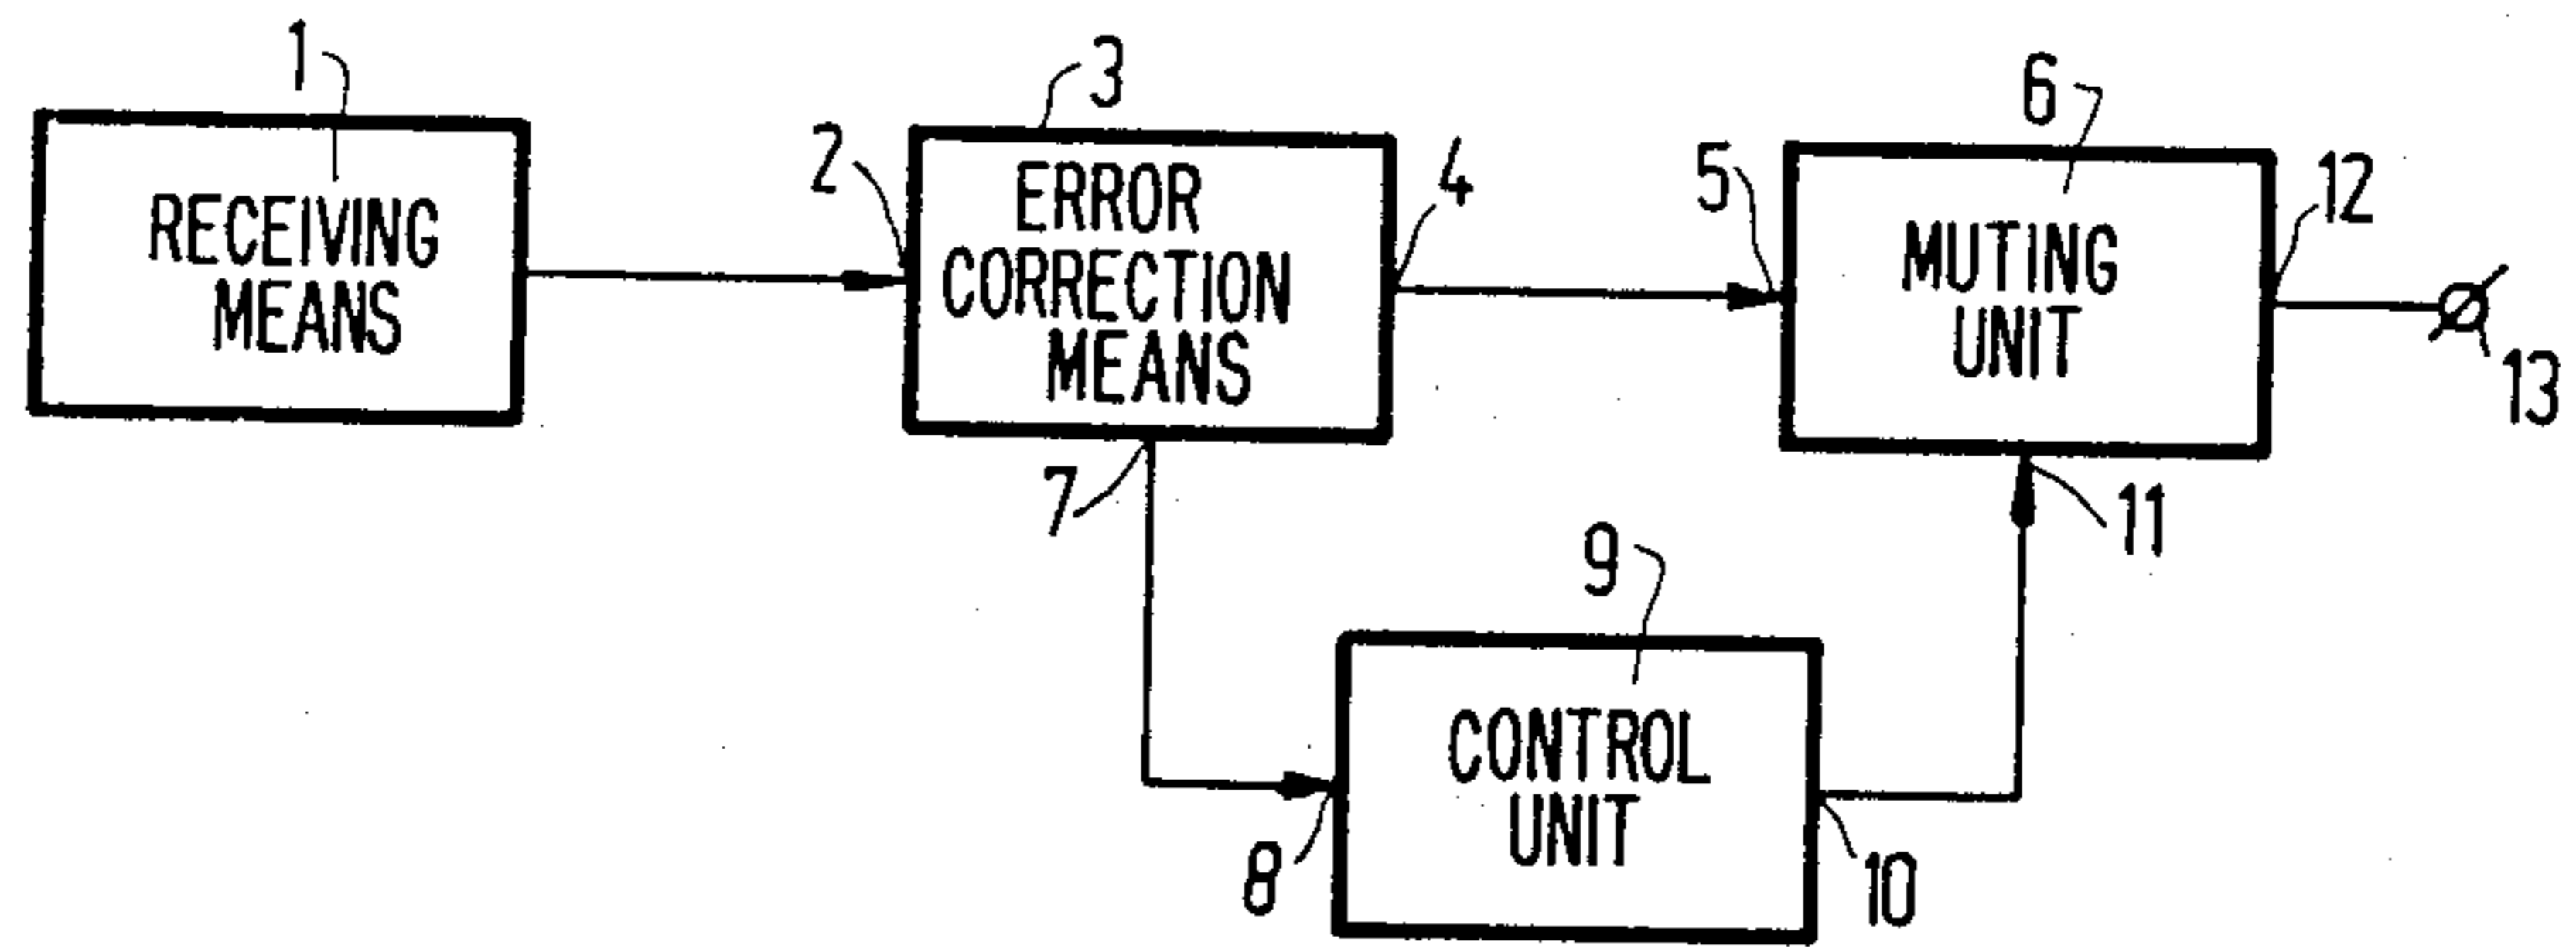 1
RECEIVING
MEANS
2
3
ERROR
CORRECTION
MEANS
4
5
6
MUTING
UNIT
12
13
7
11
8
9
CONTROL
UNIT
10